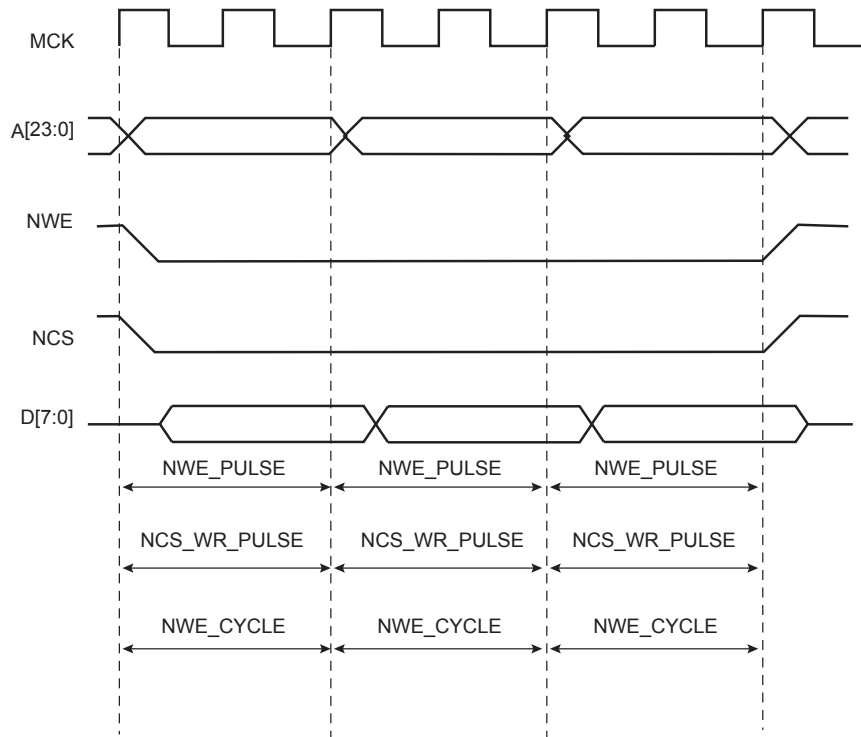 MCK
A[23:0]
NWE
NCS
D[7:0]
NWE_PULSE NWE_PULSE NWE_PULSE
NCS_WR_PULSE NCS_WR_PULSE NCS_WR_PULSE
NWE_CYCLE NWE_CYCLE NWE_CYCLE